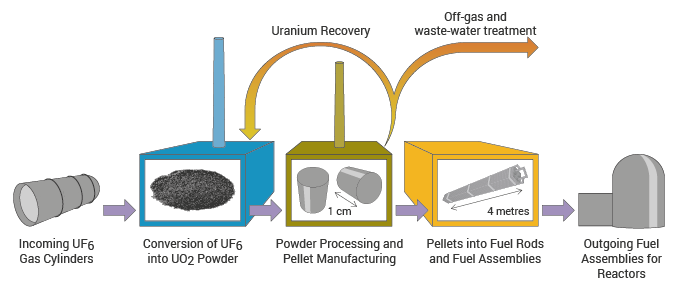 Uranium Recovery
Off-gas and
waste-water treatment
1 cm
4 metres
Incoming UF6
Gas Cylinders
Conversion of UF6
into UO2 Powder
Powder Processing and
Pellet Manufacturing
Pellets into Fuel Rods
and Fuel Assemblies
Outgoing Fuel
Assemblies for
Reactors